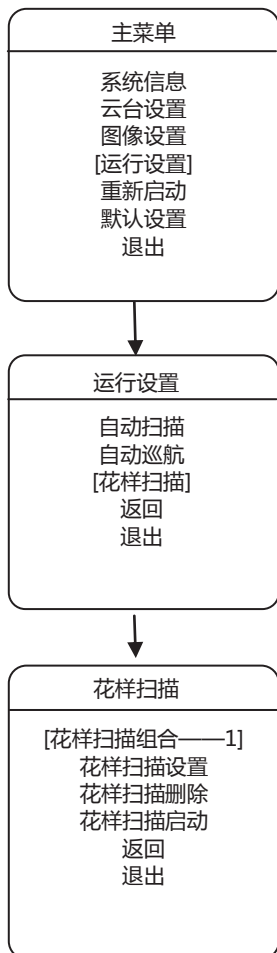 主菜单
系统信息
云台设置
图像设置
[运行设置]
重新启动
默认设置
退出
运行设置
自动扫描
自动巡航
[花样扫描]
返回
退出
花样扫描
[花样扫描组合——1]
花样扫描设置
花样扫描删除
花样扫描启动
返回
退出